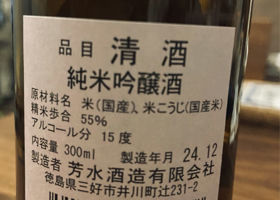 品目 清酒
純米吟醸酒
原材料名 米(国産)、米こうじ(国産米)
精米歩合 55%
アルコール分 15度
内容量 300ml 製造年月 24.12
製造者 芳水酒造有限会社
徳島県三好市井川町辻231-2